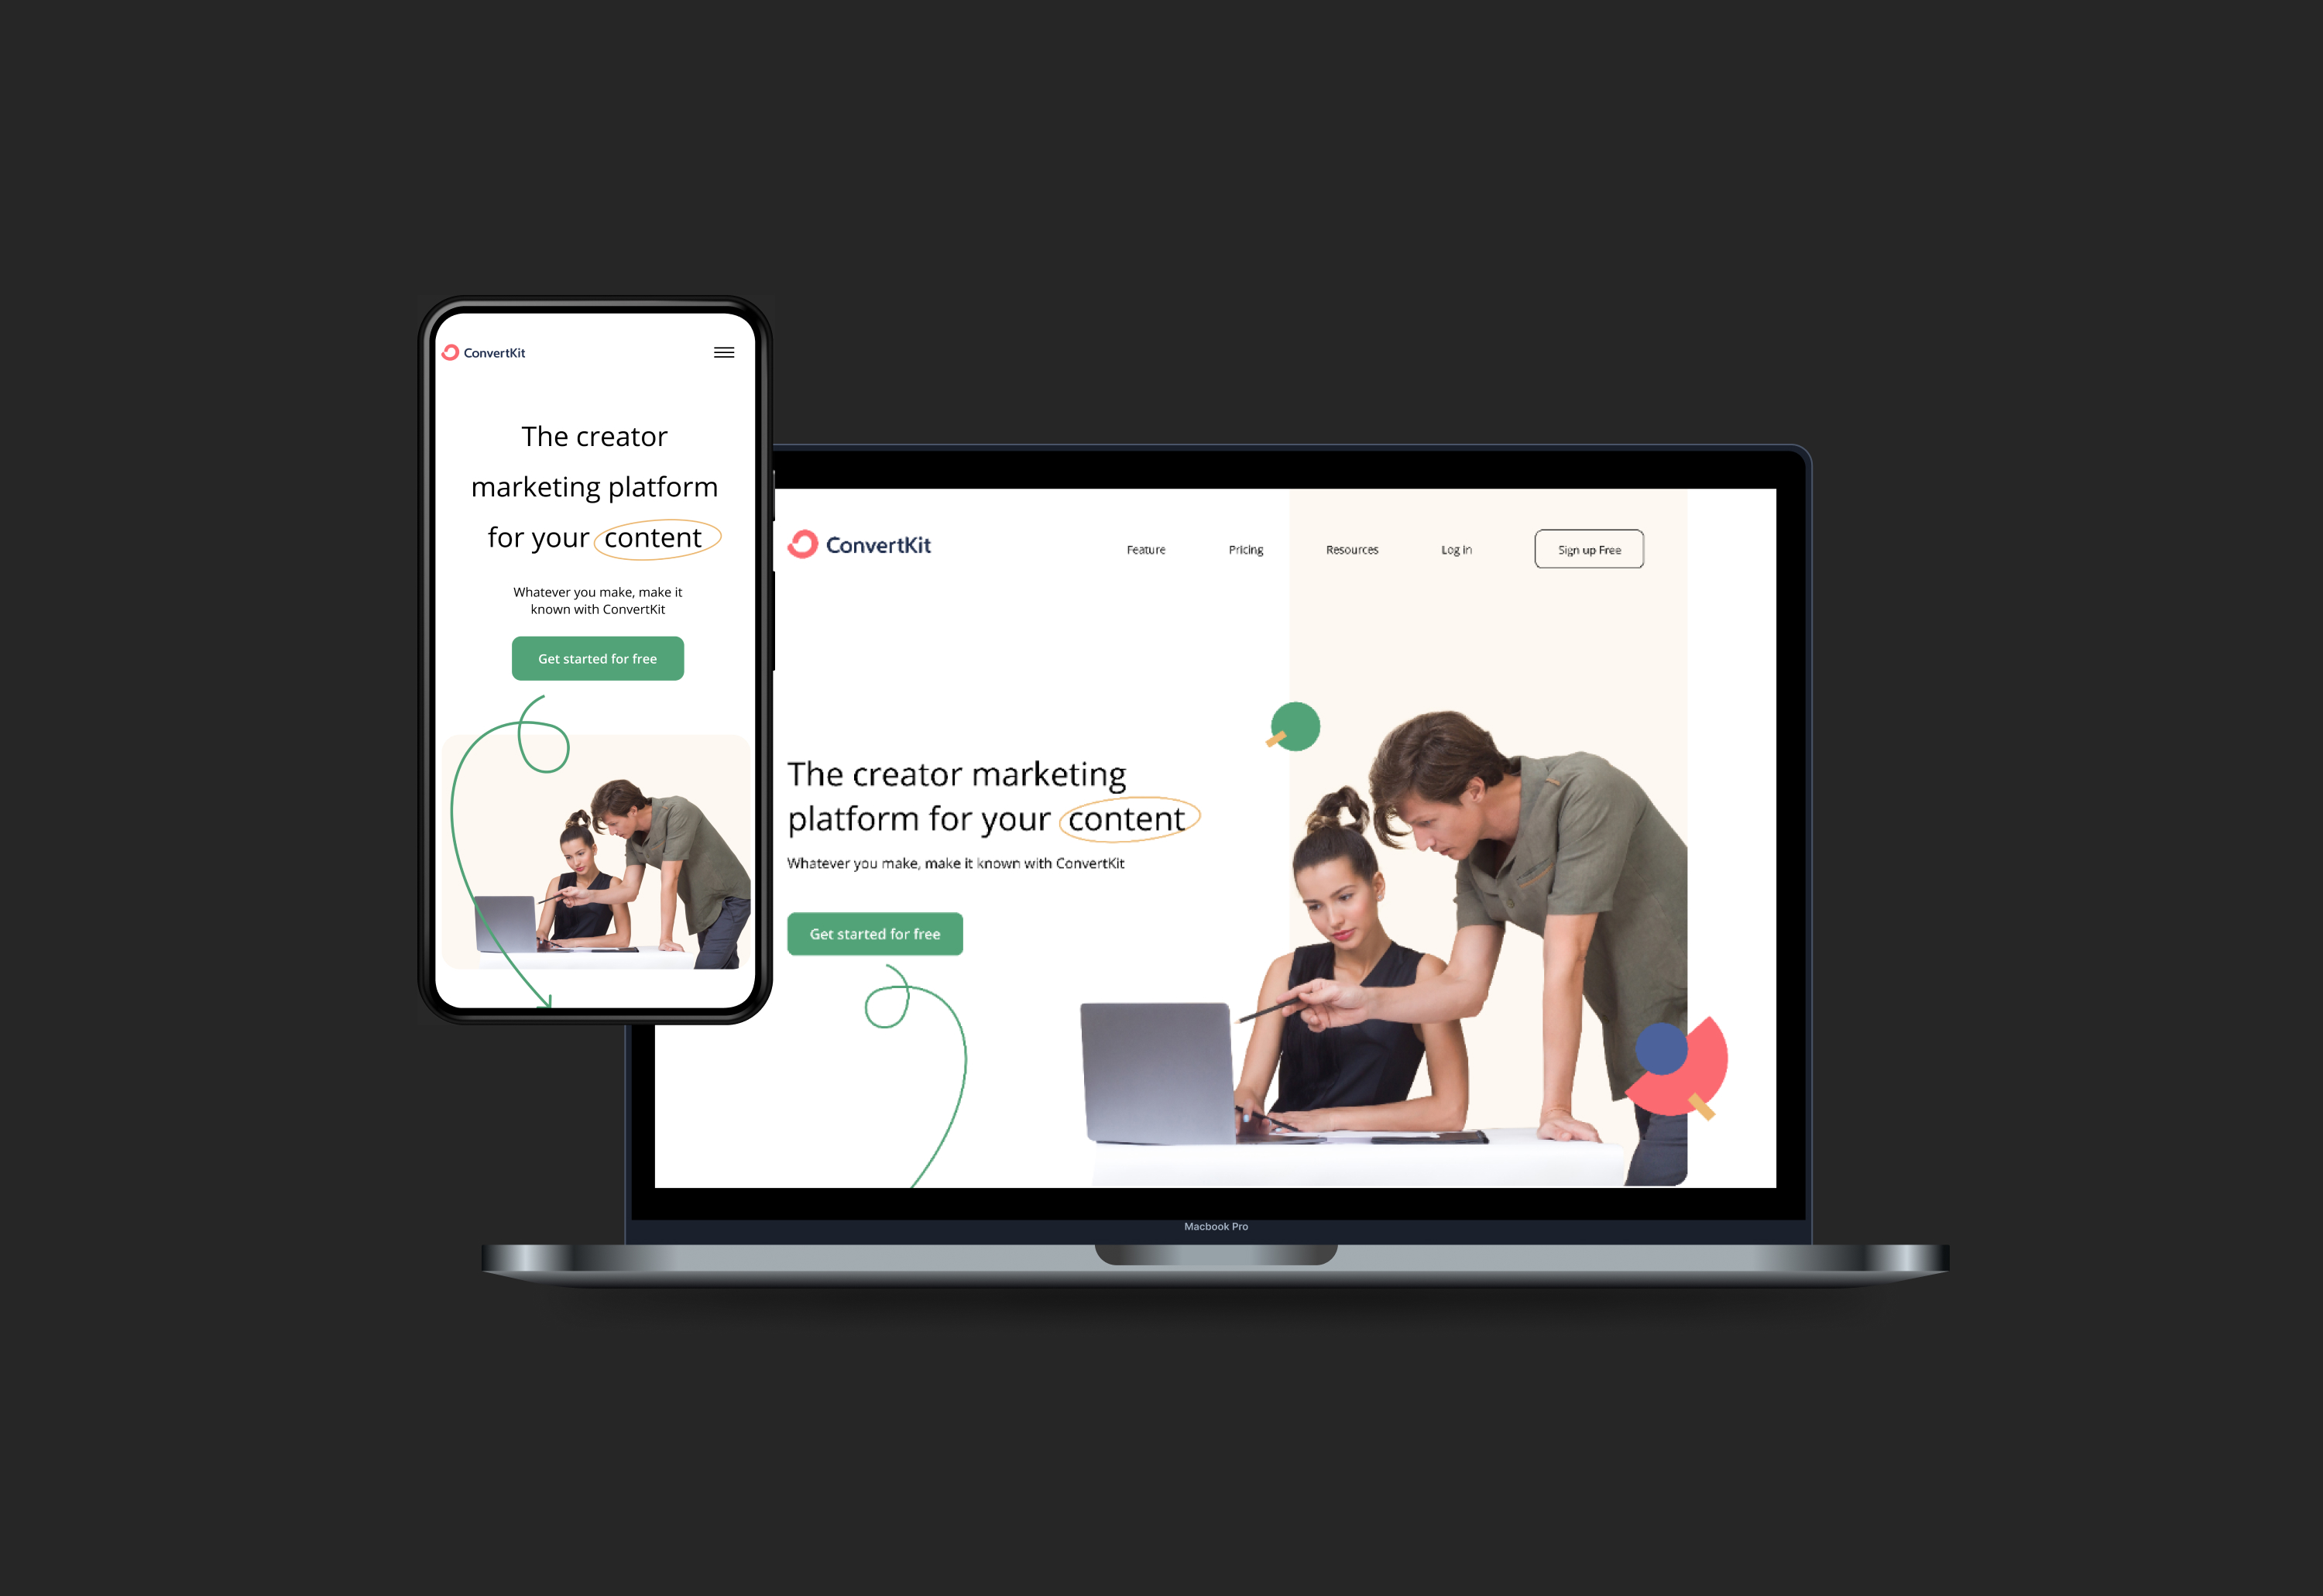 ConvertKit
The creator
marketing platform
for your content
Whatever you make, make it
known with ConvertKit
Get started for free
ConvertKit
Feature
Pricing
Resources
Log in
Sign up Free
The creator marketing
platform for your content
Whatever you make, make it known with ConvertKit
Get started for free
Macbook Pro